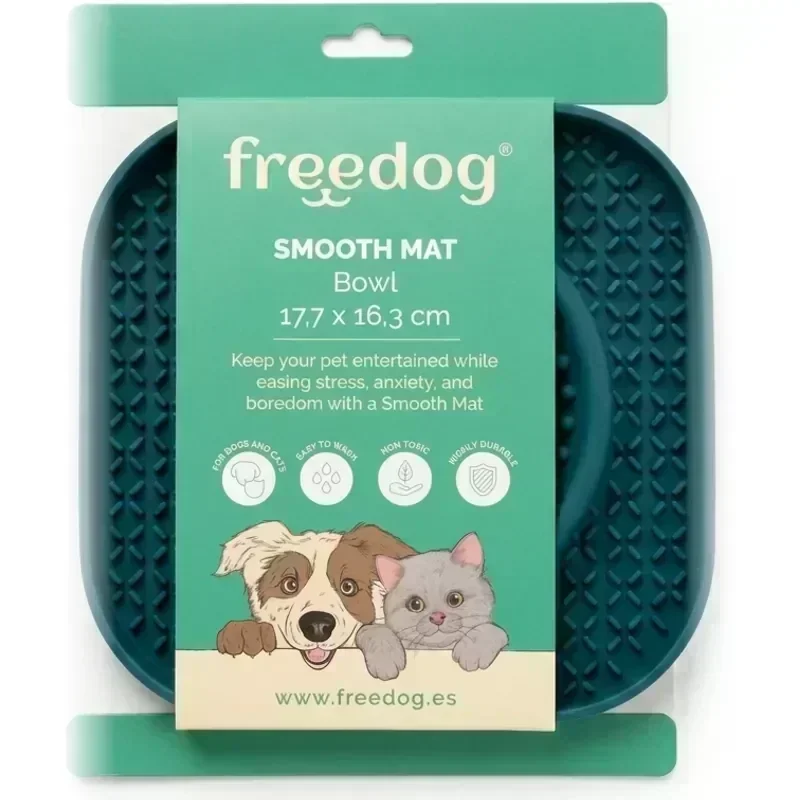 freedog®
SMOOTH MAT
Bowl
17,7 x 16,3 cm
Keep your pet entertained while
easing stress, anxiety, and
boredom with a Smooth Mat
FOR DOGS AND CATS
EASY TO WASH
NON TOXIC
HIGHLY DURABLE
www.freedog.es